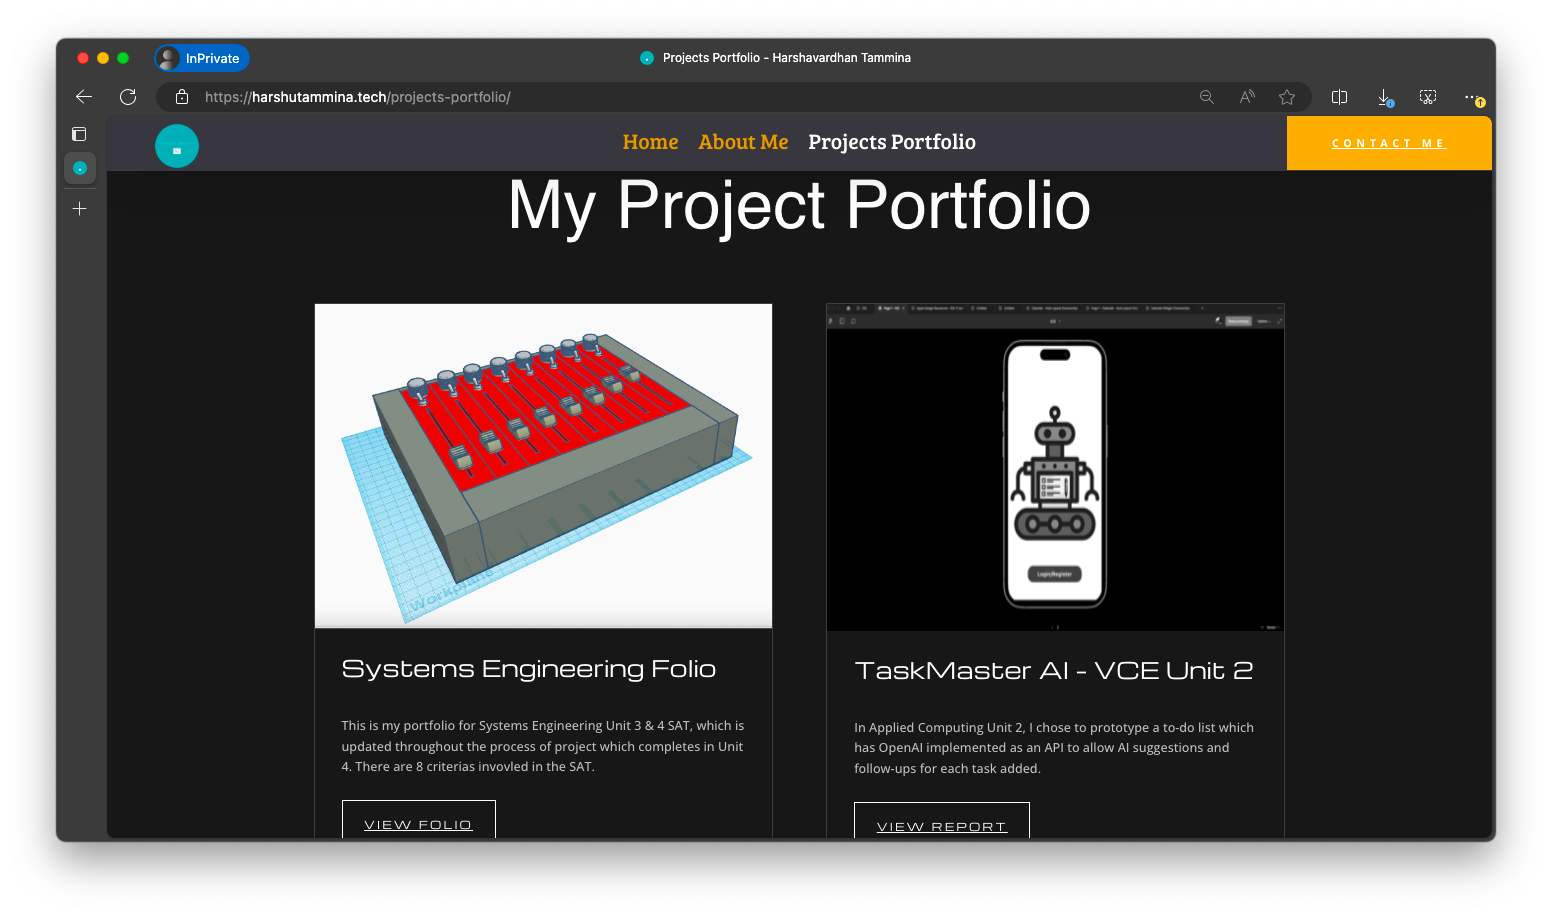 InPrivate
Projects Portfolio - Harshavardhan Tammina
https://harshutammina.tech/projects-portfolio/
Home About Me Projects Portfolio
CONTACT ME
My Project Portfolio
Workplane
Login/Register
Systems Engineering Folio
This is my portfolio for Systems Engineering Unit 3 & 4 SAT, which is
updated throughout the process of project which completes in Unit
4. There are 8 criterias invovled in the SAT.
VIEW FOLIO
TaskMaster AI - VCE Unit 2
In Applied Computing Unit 2, I chose to prototype a to-do list which
has OpenAI implemented as an API to allow AI suggestions and
follow-ups for each task added.
VIEW REPORT